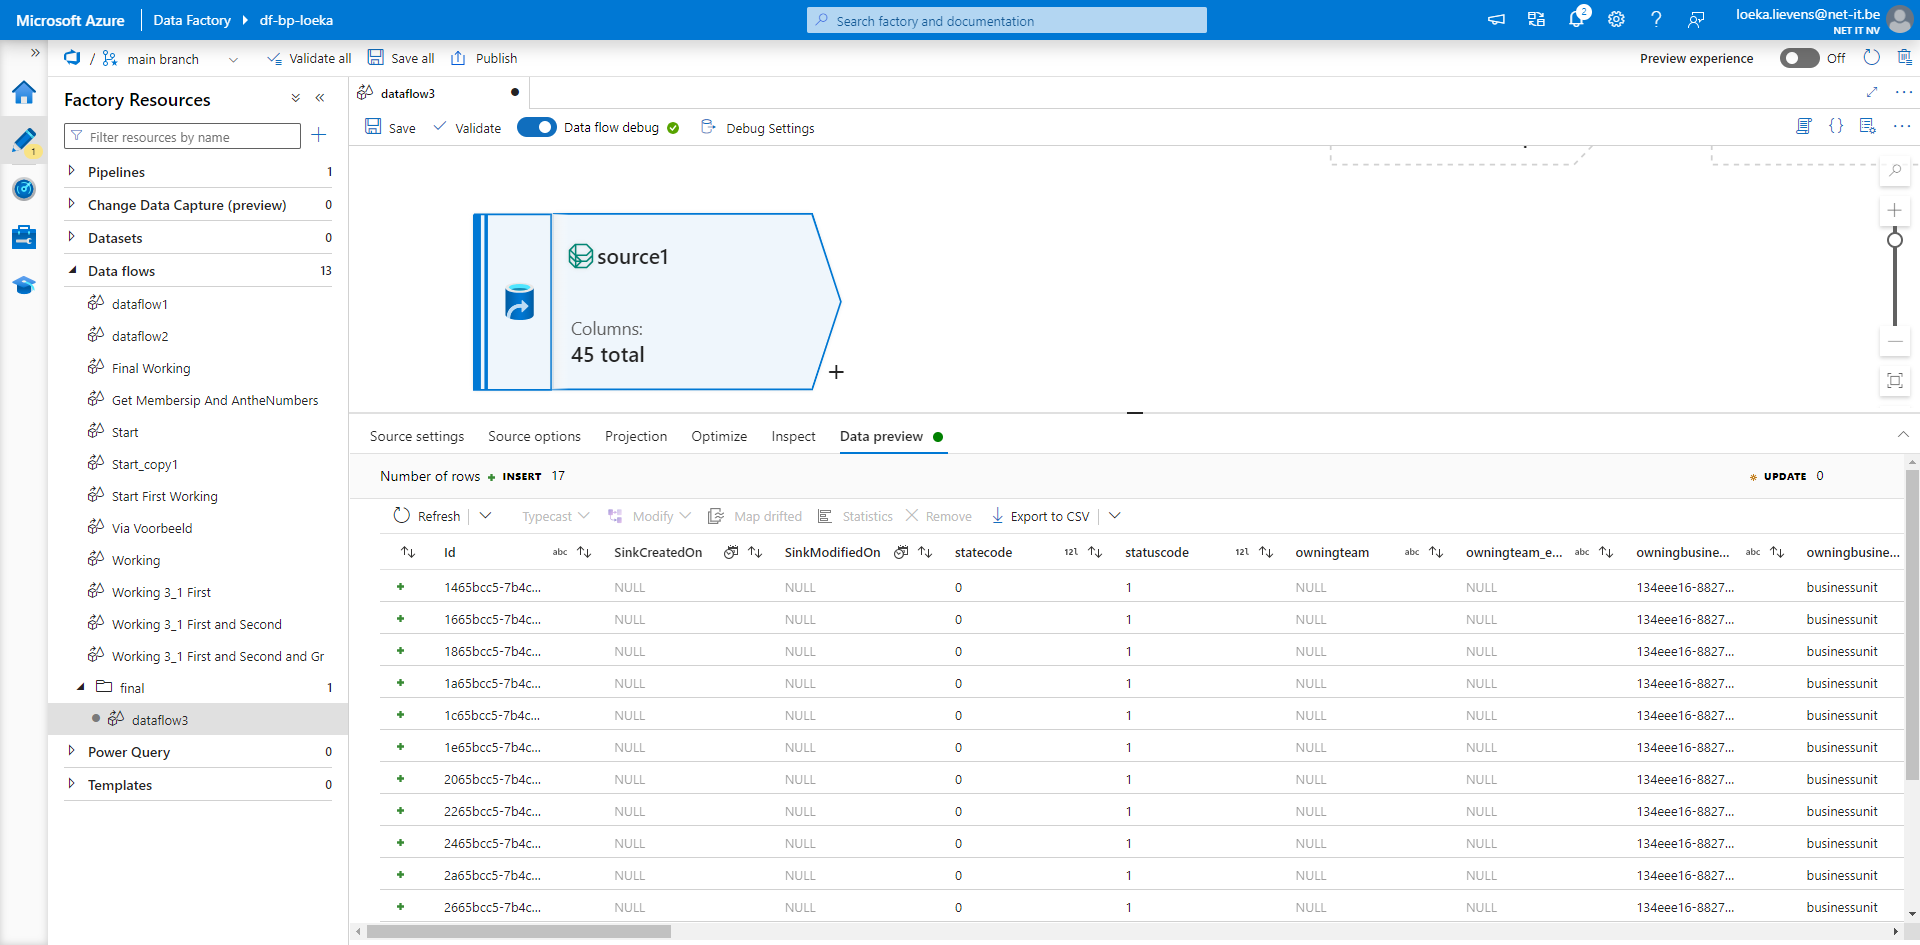 Microsoft Azure
Data Factory
df-bp-loeka
Search factory and documentation
2
loeka.lievens@net-it.be
NET IT NV
/
main branch
Validate all
Save all
Publish
Preview experience
Off
Factory Resources
Filter resources by name
1
Pipelines 1
Change Data Capture (preview) 0
Datasets 0
Data flows 13
dataflow1
dataflow2
Final Working
Get Membersip And AntheNumbers
Start
Start_copy1
Start First Working
Via Voorbeeld
Working
Working 3_1 First
Working 3_1 First and Second
Working 3_1 First and Second and Gr
final 1
dataflow3
Power Query 0
Templates 0
dataflow3
Save
Validate
Data flow debug
Debug Settings
source1
Columns:
45 total
Source settings
Source options
Projection
Optimize
Inspect
Data preview
Number of rows + INSERT 17
UPDATE 0
Refresh
Typecast
Modify
Map drifted
Statistics
Remove
Export to CSV
Id abc SinkCreatedOn SinkModifiedOn statecode 12l statuscode 12l owningteam abc owningteam_e... abc owningbusine... abc owningbusine...
1465bcc5-7b4c... NULL NULL 0 1 NULL NULL 134eee16-8827... businessunit
1665bcc5-7b4c... NULL NULL 0 1 NULL NULL 134eee16-8827... businessunit
1865bcc5-7b4c... NULL NULL 0 1 NULL NULL 134eee16-8827... businessunit
1a65bcc5-7b4c... NULL NULL 0 1 NULL NULL 134eee16-8827... businessunit
1c65bcc5-7b4c... NULL NULL 0 1 NULL NULL 134eee16-8827... businessunit
1e65bcc5-7b4c... NULL NULL 0 1 NULL NULL 134eee16-8827... businessunit
2065bcc5-7b4c... NULL NULL 0 1 NULL NULL 134eee16-8827... businessunit
2265bcc5-7b4c... NULL NULL 0 1 NULL NULL 134eee16-8827... businessunit
2465bcc5-7b4c... NULL NULL 0 1 NULL NULL 134eee16-8827... businessunit
2a65bcc5-7b4c... NULL NULL 0 1 NULL NULL 134eee16-8827... businessunit
2665bcc5-7b4c... NULL NULL 0 1 NULL NULL 134eee16-8827... businessunit